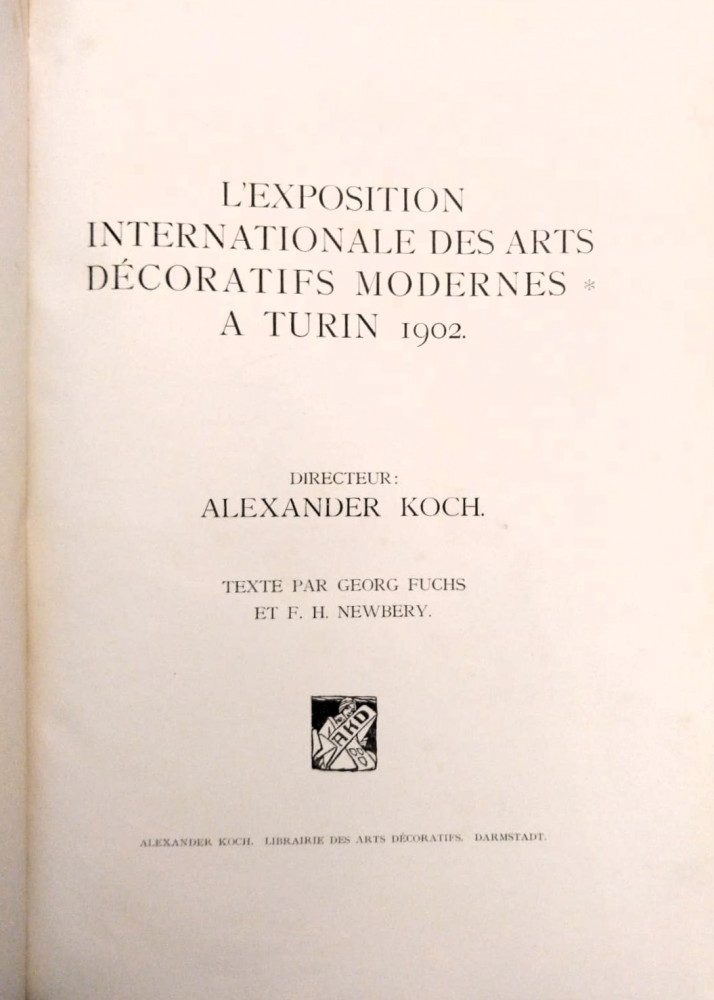 L'EXPOSITION
INTERNATIONALE DES ARTS
DÉCORATIFS MODERNES *
A TURIN 1902.
DIRECTEUR:
ALEXANDER KOCH.
TEXTE PAR GEORG FUCHS
ET F. H. NEWBERY.
AKD
ALEXANDER KOCH. LIBRAIRIE DES ARTS DÉCORATIFS. DARMSTADT.